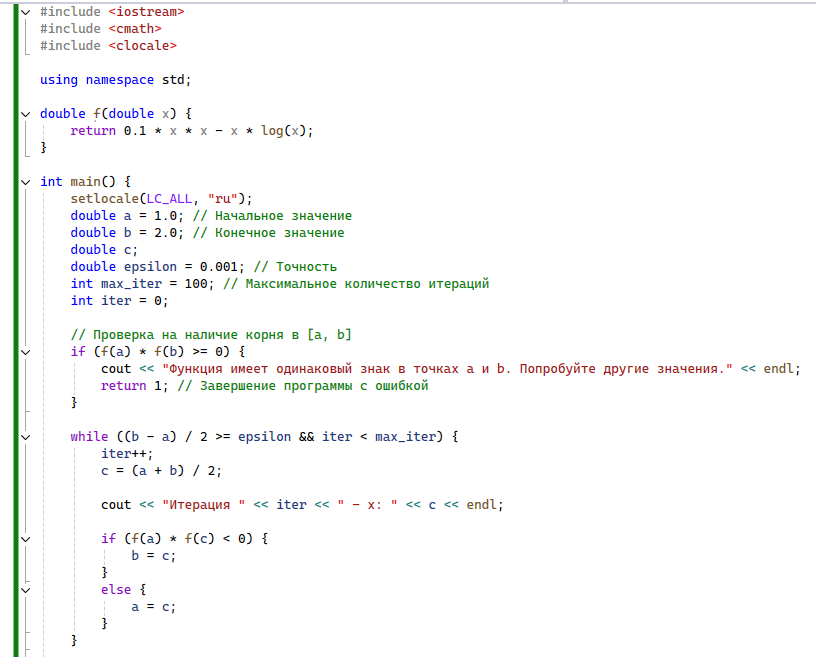 #include <iostream>
#include <cmath>
#include <clocale>
using namespace std;
double f(double x) {
return 0.1 * x * x - x * log(x);
}
int main() {
setlocale(LC_ALL, "ru");
double a = 1.0; // Начальное значение
double b = 2.0; // Конечное значение
double c;
double epsilon = 0.001; // Точность
int max_iter = 100; // Максимальное количество итераций
int iter = 0;
// Проверка на наличие корня в [a, b]
if (f(a) * f(b) >= 0) {
cout << "Функция имеет одинаковый знак в точках a и b. Попробуйте другие значения." << endl;
return 1; // Завершение программы с ошибкой
}
while ((b - a) / 2 >= epsilon && iter < max_iter) {
iter++;
c = (a + b) / 2;
cout << "Итерация " << iter << " - x: " << c << endl;
if (f(a) * f(c) < 0) {
b = c;
}
else {
a = c;
}
}